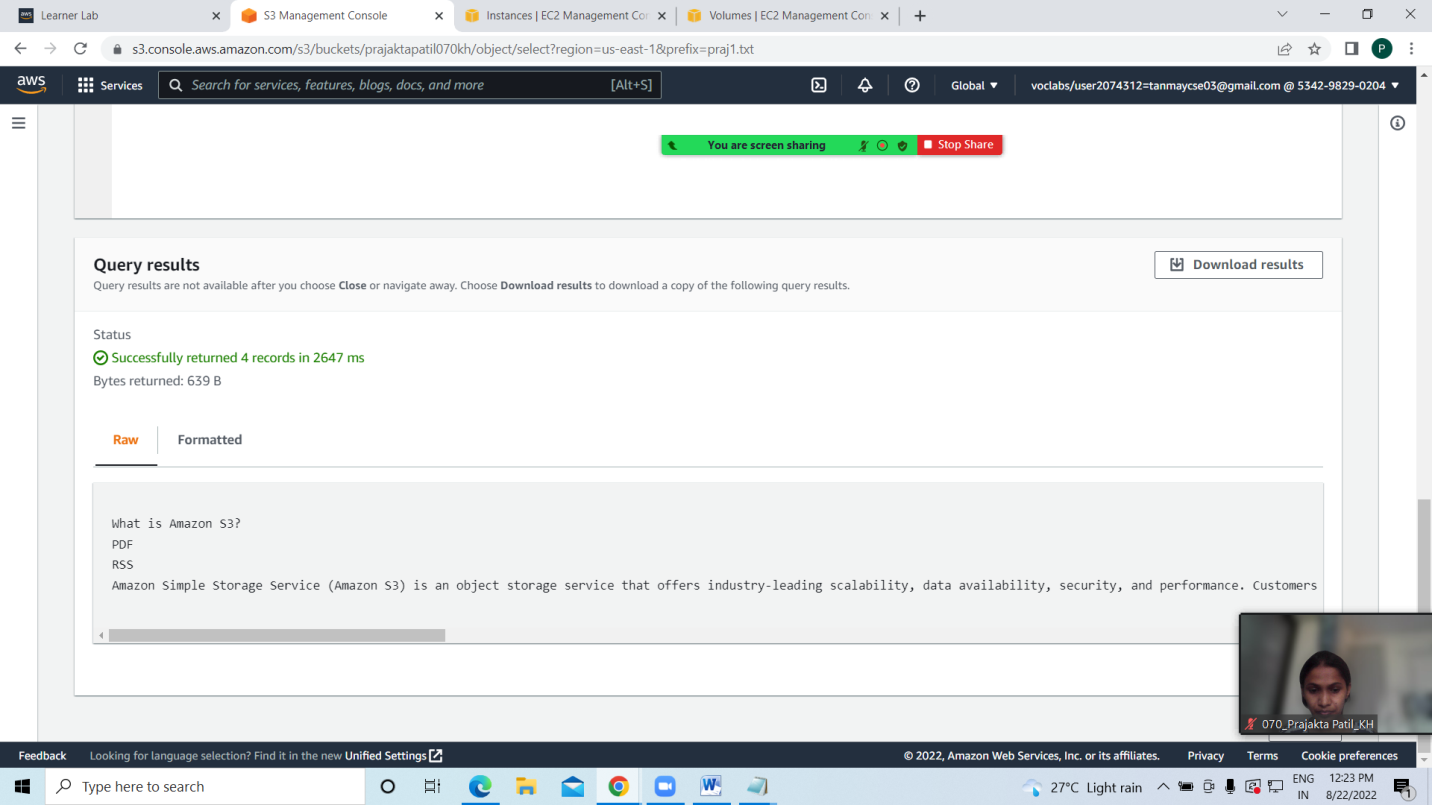 Learner Lab
S3 Management Console
Instances | EC2 Management Con
Volumes | EC2 Management Con
s3.console.aws.amazon.com/s3/buckets/prajaktapatil070kh/object/select?region=us-east-1&prefix=praj1.txt
P
aws
Services
Search for services, features, blogs, docs, and more
[Alt+S]
Global
voclabs/user2074312=tanmaycse03@gmail.com @ 5342-9829-0204
You are screen sharing
Stop Share
Query results
Download results
Query results are not available after you choose Close or navigate away. Choose Download results to download a copy of the following query results.
Status
Successfully returned 4 records in 2647 ms
Bytes returned: 639 B
Raw
Formatted
What is Amazon S3?
PDF
RSS
Amazon Simple Storage Service (Amazon S3) is an object storage service that offers industry-leading scalability, data availability, security, and performance. Customers
070_Prajakta Patil_KH
Feedback
Looking for language selection? Find it in the new Unified Settings
© 2022, Amazon Web Services, Inc. or its affiliates.
Privacy
Terms
Cookie preferences
Type here to search
27°C Light rain
ENG
IN
12:23 PM
8/22/2022
1